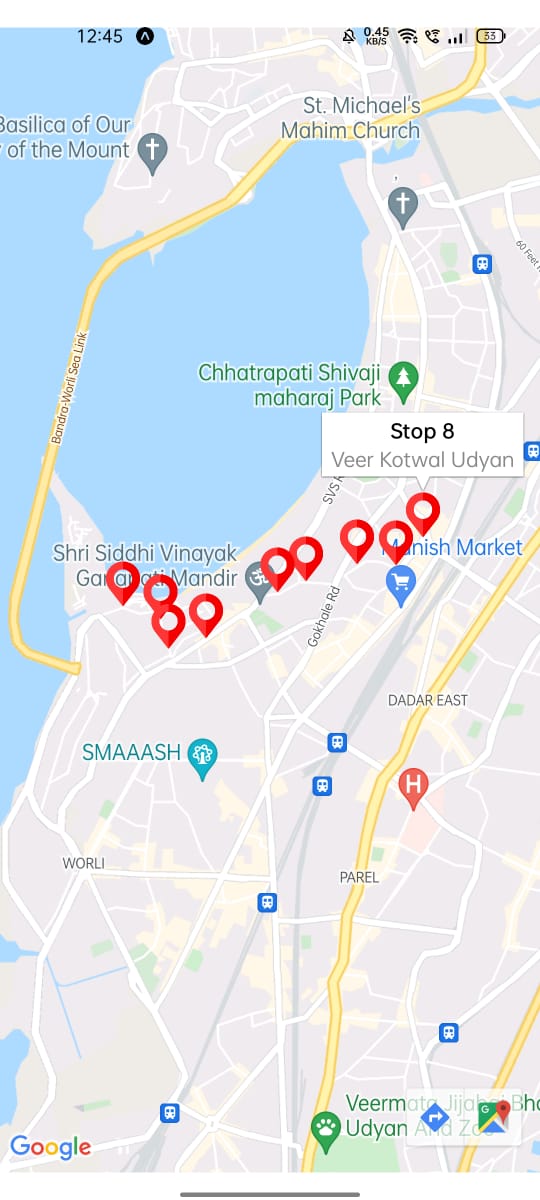 12:45
0.45
KB/S
33
Basilica of Our
y of the Mount
St. Michael's
Mahim Church
60 Feet
Bandra-Worli Sea Link
Chhatrapati Shivaji
maharaj Park
Stop 8
Veer Kotwal Udyan
SVS R
Shri Siddhi Vinayak
Ganapati Mandir
Manish Market
Gokhale Rd
DADAR EAST
SMAAASH
H
WORLI
PAREL
Veermata Jijabai Bho
Udyan And Zoo
Google
G